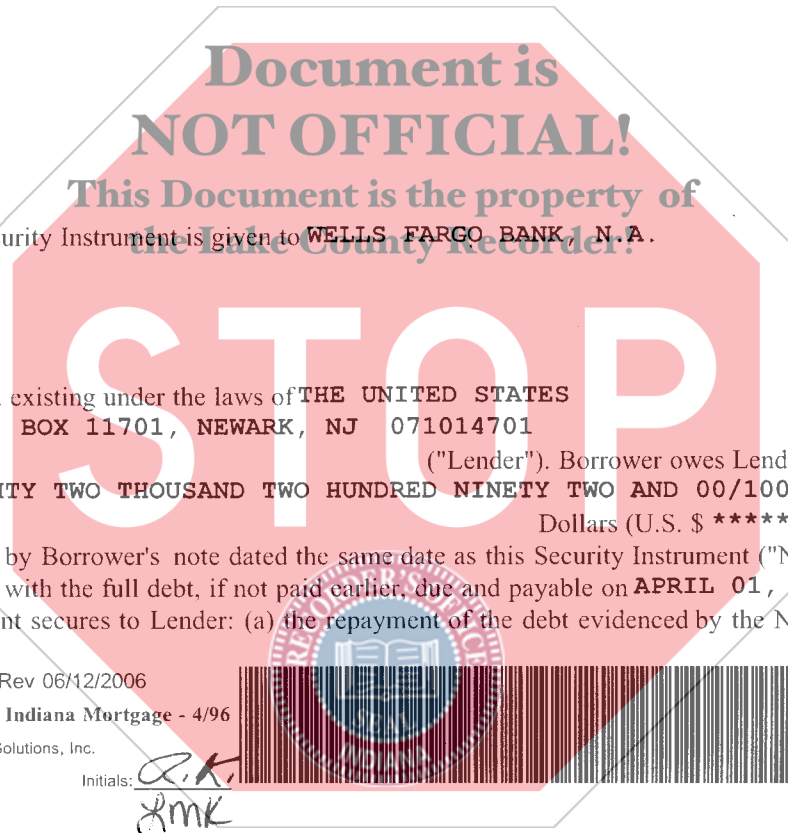 Document is
NOT OFFICIAL!
This Document is the property of
the Lake County Recorder!
urity Instrument is given to WELLS FARGO BANK, N.A.
STOP
existing under the laws of THE UNITED STATES
BOX 11701, NEWARK, NJ 071014701
("Lender"). Borrower owes Lend
TY TWO THOUSAND TWO HUNDRED NINETY TWO AND 00/100
Dollars (U.S. $ *****
by Borrower's note dated the same date as this Security Instrument ("N
with the full debt, if not paid earlier, due and payable on APRIL 01,
nt secures to Lender: (a) the repayment of the debt evidenced by the N
RECORDER'S OFFICE
SEAL
INDIANA
Rev 06/12/2006
Indiana Mortgage - 4/96
Solutions, Inc.
Initials: R.K.
LMK